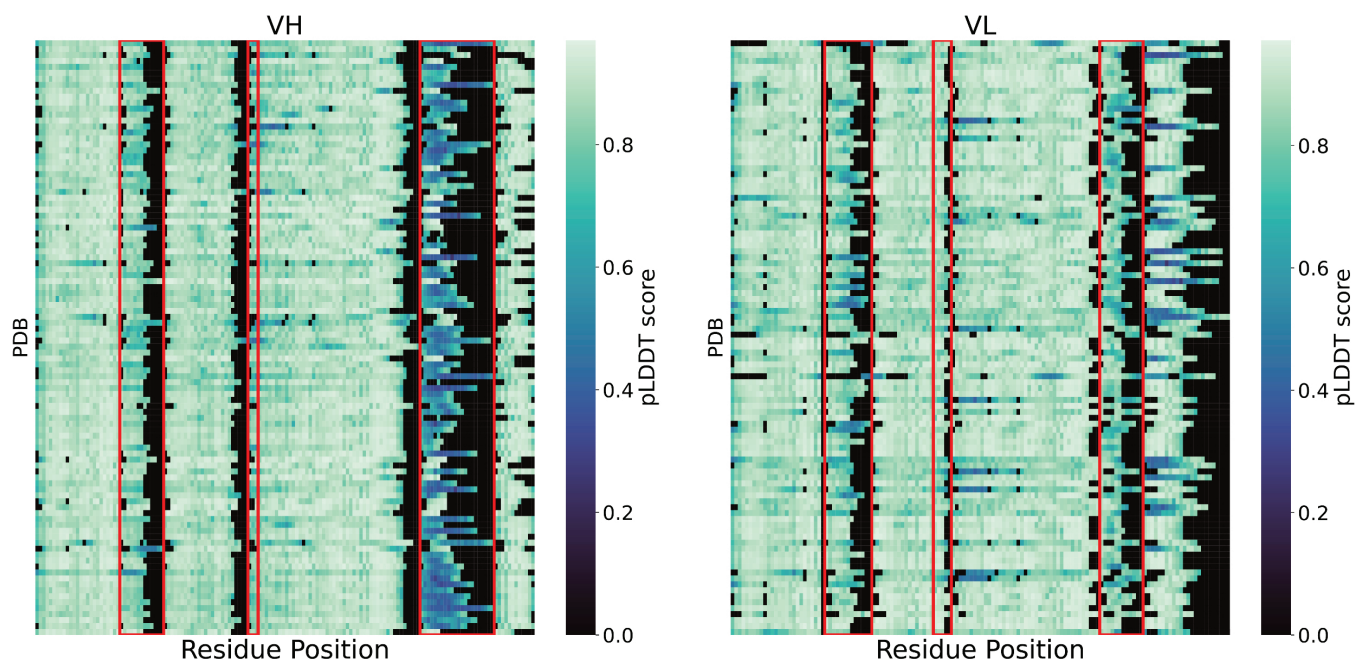 VH
PDB
Residue Position
0.8
0.6
0.4
0.2
0.0
pLDDT score
VL
PDB
Residue Position
0.8
0.6
0.4
0.2
0.0
pLDDT score